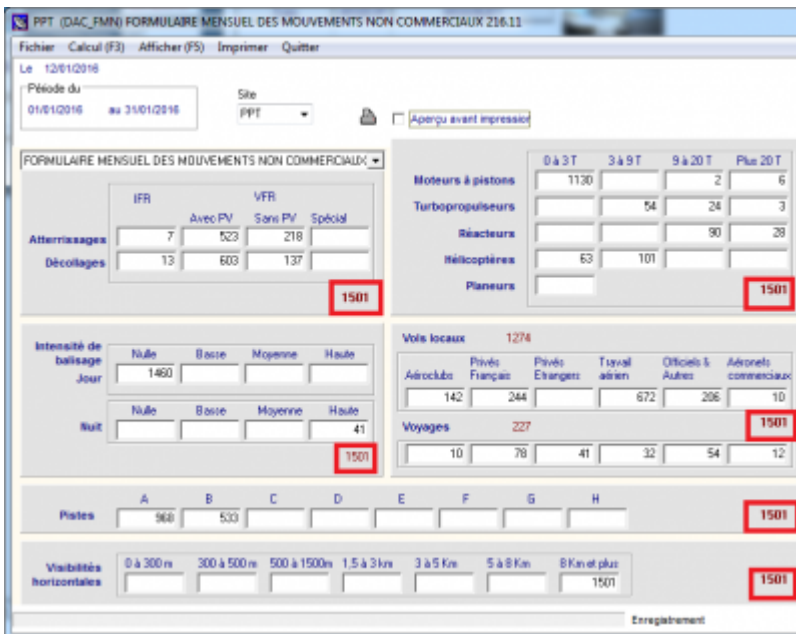 PPT (DAC_FMN) FORMULAIRE MENSUEL DES MOUVEMENTS NON COMMERCIAUX 216.11
Fichier Calcul (F3) Afficher (F5) Imprimer Quitter
Le 12/01/2016
Période du
01/01/2016 au 31/01/2016
Site
PPT
Aperçu avant impression
FORMULAIRE MENSUEL DES MOUVEMENTS NON COMMERCIAUX
IFR VFR
Avec PV Sans PV Spécial
Atterrissages 7 523 218
Décollages 13 603 137
1501
0 à 3 T 3 à 9 T 9 à 20 T Plus 20 T
Moteurs à pistons 1130 2 6
Turbopropulseurs 54 24 3
Réacteurs 90 28
Hélicoptères 63 101
Planeurs
1501
Intensité de balisage
Jour
Nulle Basse Moyenne Haute
1460
Nuit
Nulle Basse Moyenne Haute
41
1501
Vols locaux 1274
Aéroclubs Privés Français Privés Etrangers Travail aérien Officiels & Autres Aéronefs commerciaux
142 244 672 206 10
1501
Voyages 227
10 78 41 32 54 12
A B C D E F G H
Pistes 968 533
1501
Visibilités horizontales
0 à 300 m 300 à 500 m 500 à 1500m 1,5 à 3 km 3 à 5 Km 5 à 8 Km 8 Km et plus
1501
1501
Enregistrement